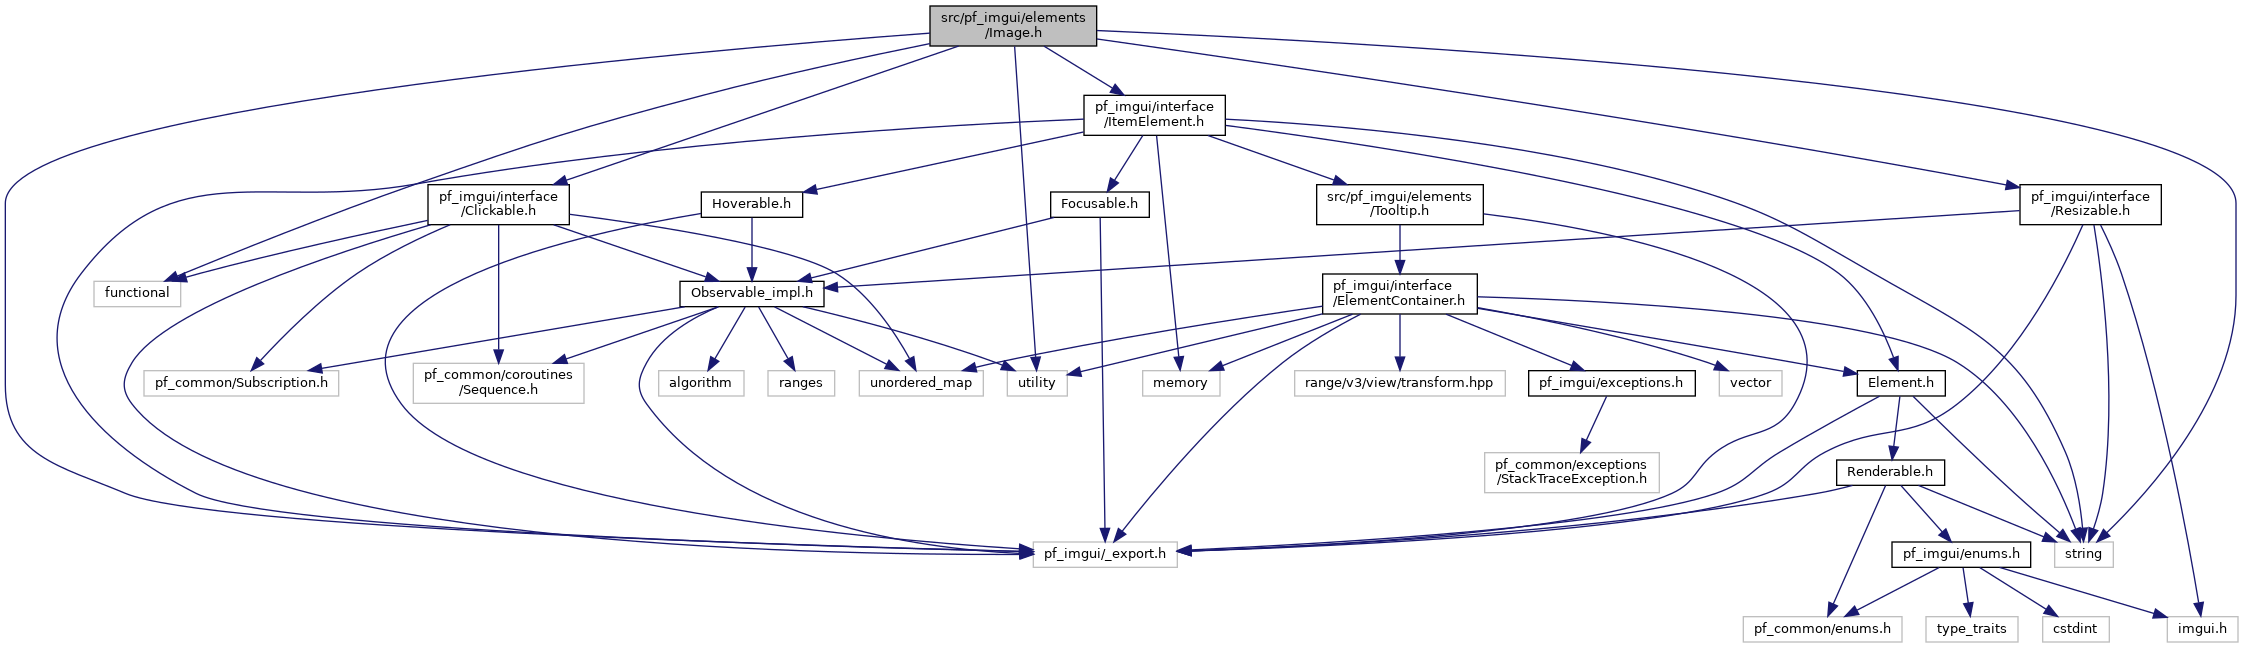 src/pf_imgui/elements
/Image.h
pf_imgui/interface
/ItemElement.h
pf_imgui/interface
/Clickable.h
Hoverable.h
Focusable.h
src/pf_imgui/elements
/Tooltip.h
pf_imgui/interface
/Resizable.h
functional
Observable_impl.h
pf_imgui/interface
/ElementContainer.h
pf_common/Subscription.h
pf_common/coroutines
/Sequence.h
algorithm
ranges
unordered_map
utility
memory
range/v3/view/transform.hpp
pf_imgui/exceptions.h
vector
Element.h
pf_common/exceptions
/StackTraceException.h
Renderable.h
pf_imgui/_export.h
pf_imgui/enums.h
string
pf_common/enums.h
type_traits
cstdint
imgui.h